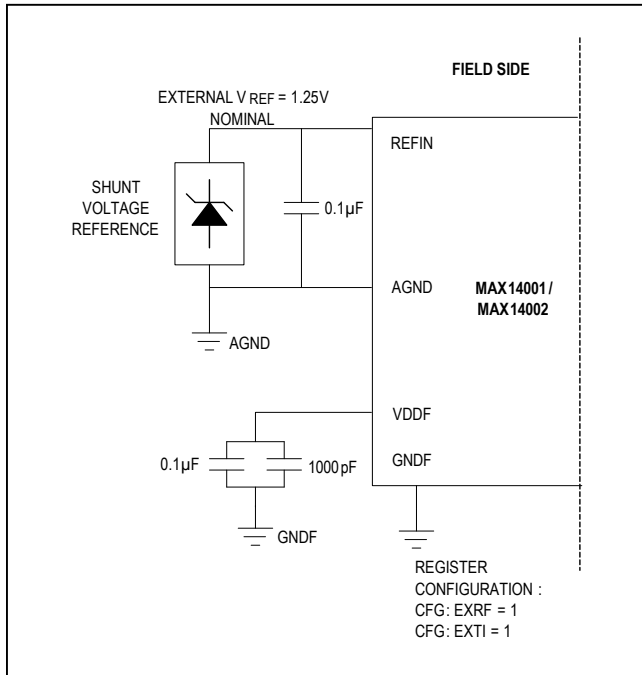 FIELD SIDE
EXTERNAL V REF = 1.25V
NOMINAL
REFIN
SHUNT
VOLTAGE
REFERENCE
0.1µF
AGND
MAX14001 /
MAX14002
AGND
VDDF
0.1µF
1000pF
GNDF
GNDF
REGISTER
CONFIGURATION :
CFG: EXRF = 1
CFG: EXTI = 1